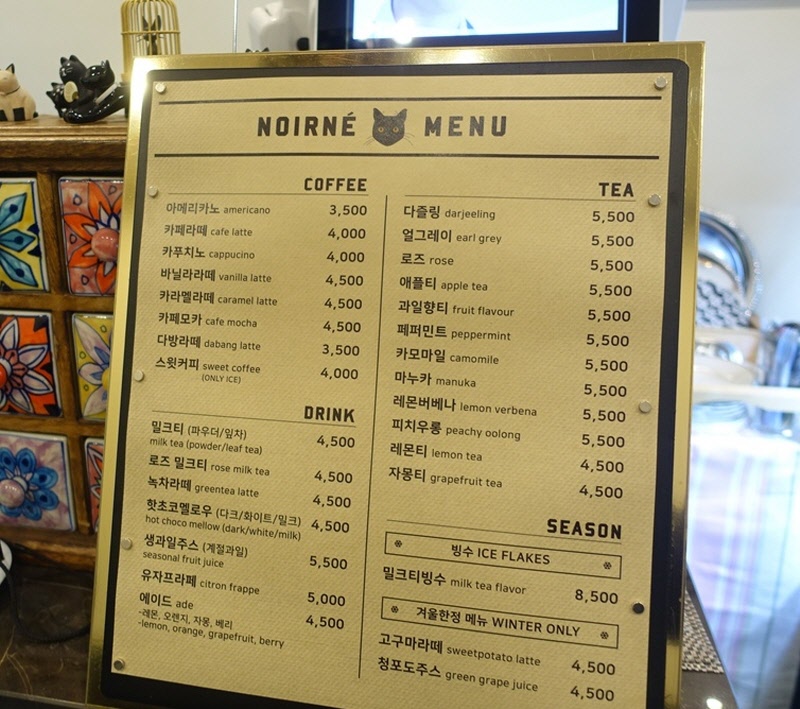 NOIRNÉ MENU
COFFEE
아메리카노 americano 3,500
카페라떼 cafe latte 4,000
카푸치노 cappucino 4,000
바닐라라떼 vanilla latte 4,500
카라멜라떼 caramel latte 4,500
카페모카 cafe mocha 4,500
다방라떼 dabang latte 3,500
스윗커피 sweet coffee 4,000
(ONLY ICE)
DRINK
밀크티 (파우더/잎차) 4,500
milk tea (powder/leaf tea)
로즈 밀크티 rose milk tea 4,500
녹차라떼 greentea latte 4,500
핫초코멜로우 (다크/화이트/밀크) 4,500
hot choco mellow (dark/white/milk)
생과일주스 (계절과일) 5,500
seasonal fruit juice
유자프라페 citron frappe 5,000
에이드 ade 4,500
-레몬, 오렌지, 자몽, 베리
-lemon, orange, grapefruit, berry
TEA
다즐링 darjeeling 5,500
얼그레이 earl grey 5,500
로즈 rose 5,500
애플티 apple tea 5,500
과일향티 fruit flavour 5,500
페퍼민트 peppermint 5,500
카모마일 camomile 5,500
마누카 manuka 5,500
레몬버베나 lemon verbena 5,500
피치우롱 peachy oolong 5,500
레몬티 lemon tea 4,500
자몽티 grapefruit tea 4,500
SEASON
빙수 ICE FLAKES
밀크티빙수 milk tea flavor 8,500
겨울한정 메뉴 WINTER ONLY
고구마라떼 sweetpotato latte 4,500
청포도주스 green grape juice 4,500